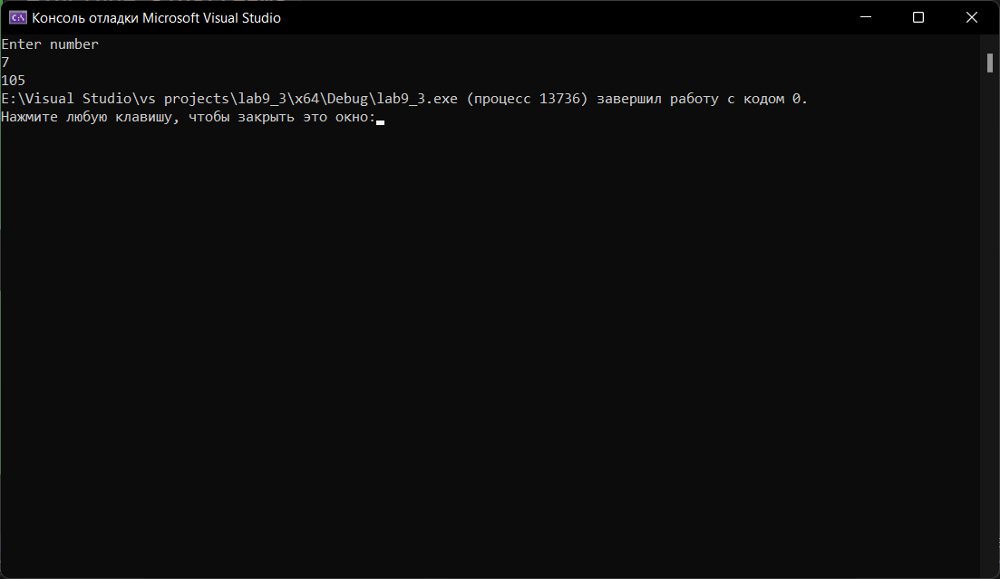 Консоль отладки Microsoft Visual Studio
Enter number
7
105
E:\Visual Studio\vs projects\lab9_3\x64\Debug\lab9_3.exe (процесс 13736) завершил работу с кодом 0.
Нажмите любую клавишу, чтобы закрыть это окно: